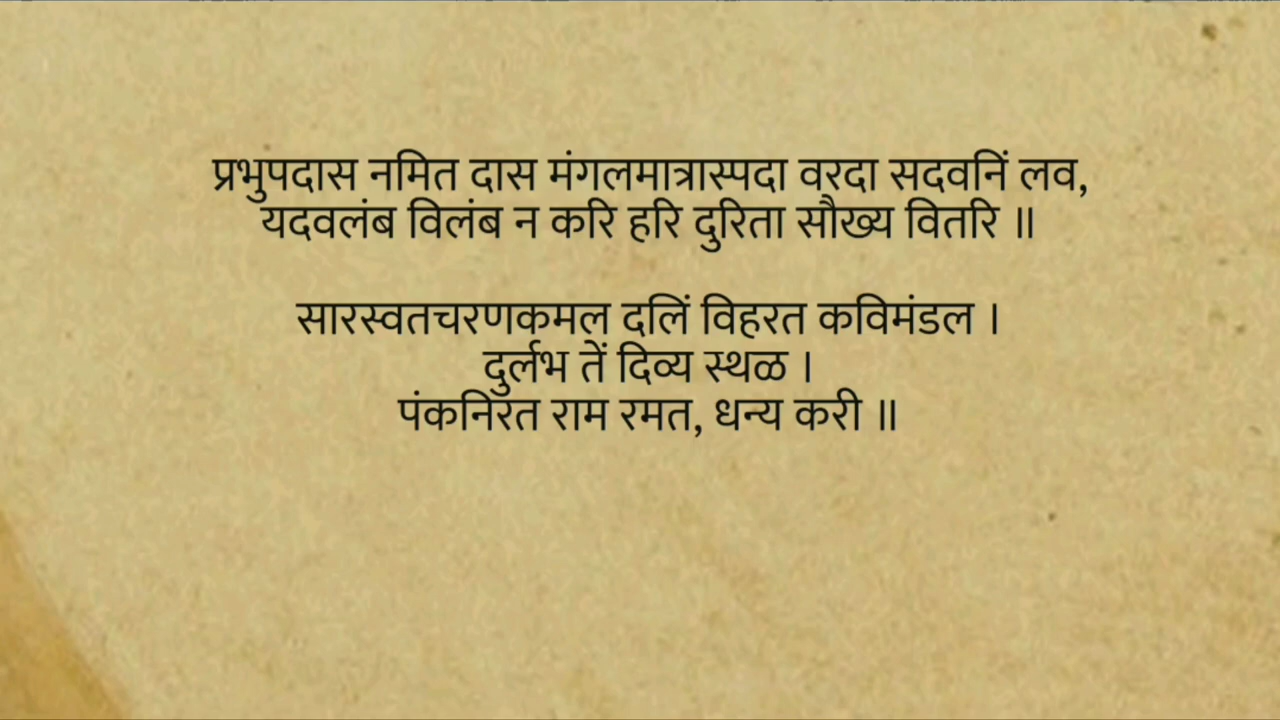 प्रभुपदास नमित दास मंगलमात्रास्पदा वरदा सदवनिं लव,
यदवलंब विलंब न करि हरि दुरिता सौख्य वितरि ॥
सारस्वतचरणकमल दलिं विहरत कविमंडल ।
दुर्लभ तें दिव्य स्थळ ।
पंकनिरत राम रमत, धन्य करी ॥